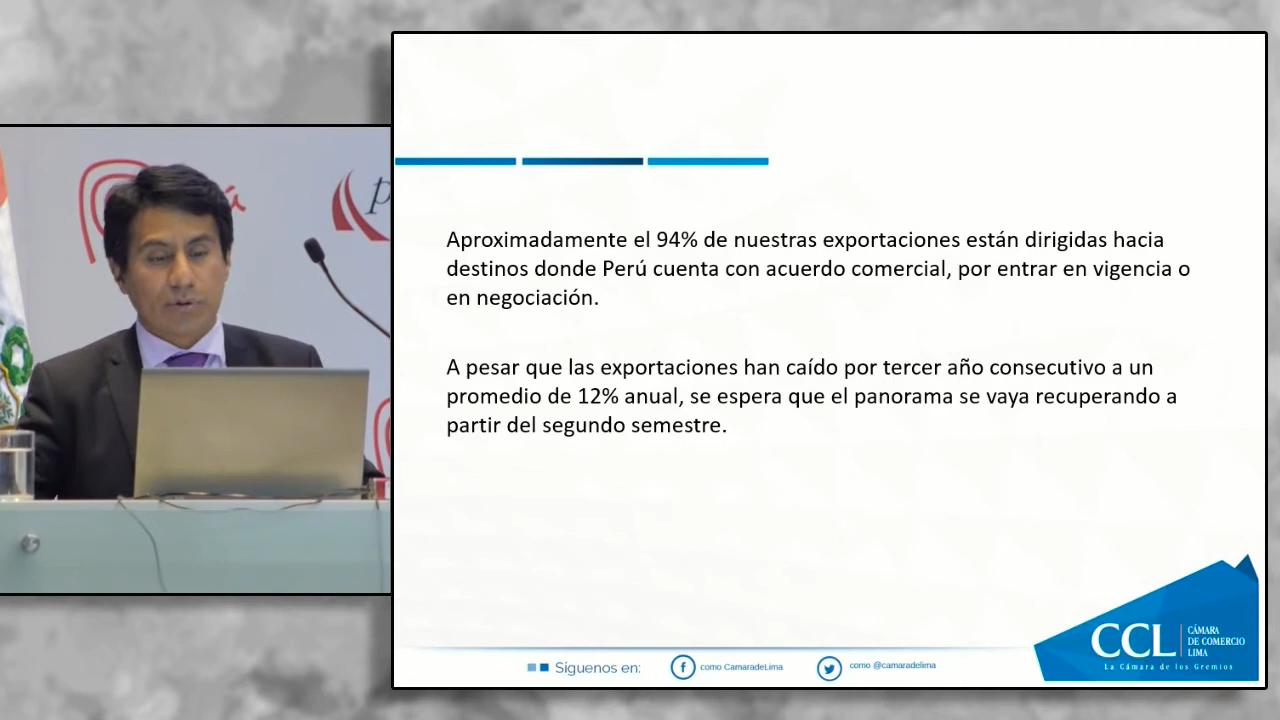 Aproximadamente el 94% de nuestras exportaciones están dirigidas hacia
destinos donde Perú cuenta con acuerdo comercial, por entrar en vigencia o
en negociación.
A pesar que las exportaciones han caído por tercer año consecutivo a un
promedio de 12% anual, se espera que el panorama se vaya recuperando a
partir del segundo semestre.
Síguenos en:
como CamaradeLima
como @camaradelima
CCL
CÁMARA
DE COMERCIO
LIMA
La Cámara de los Gremios